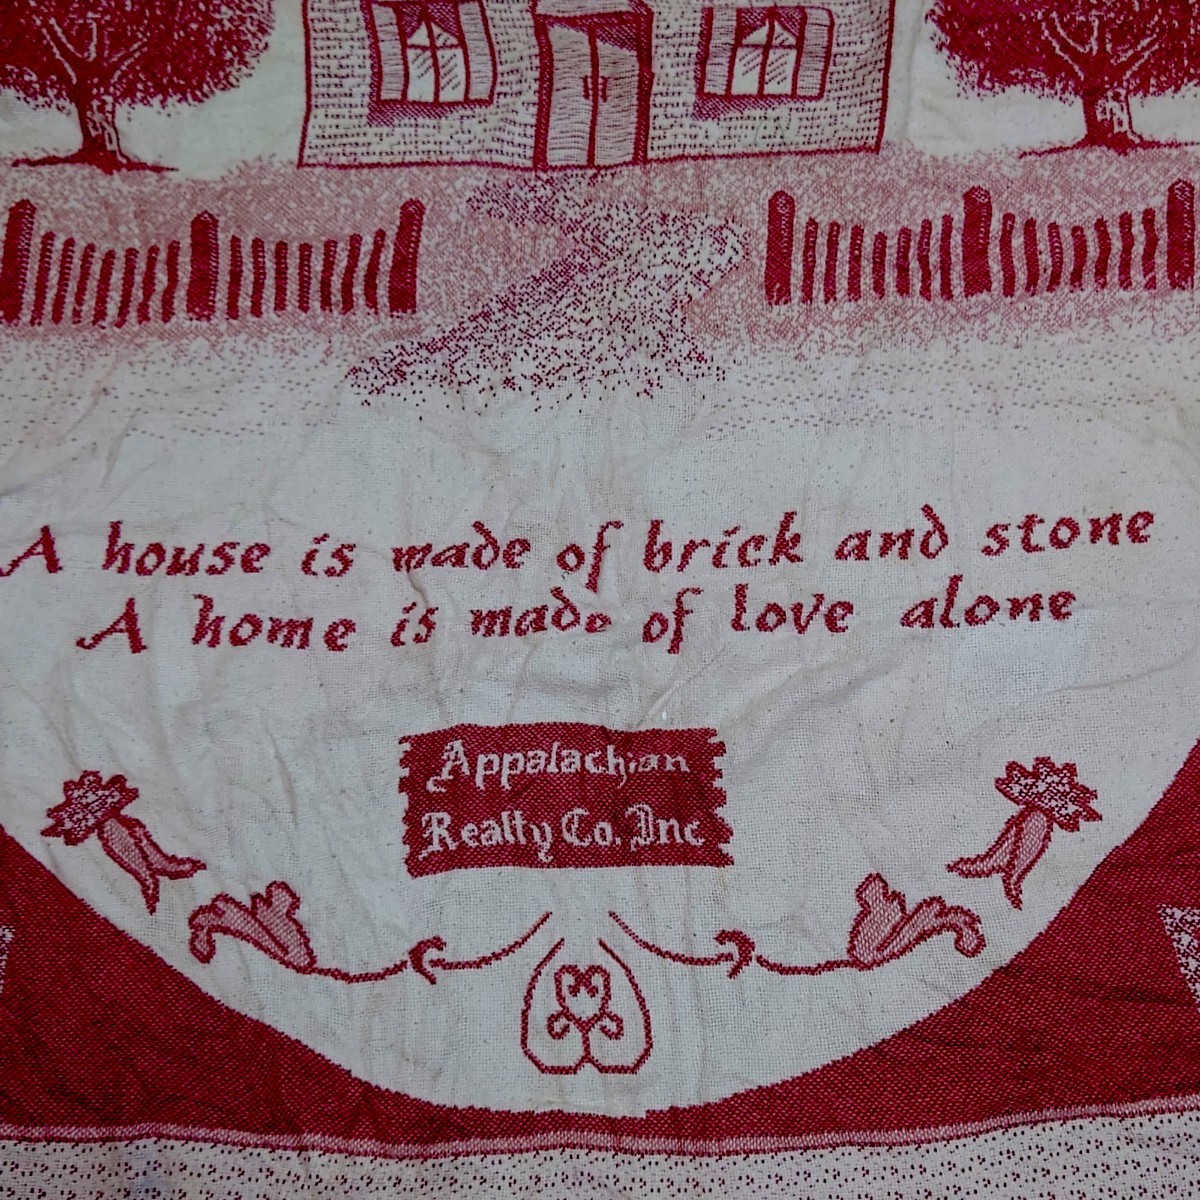 A house is made of brick and stone
A home is made of love alone
Appalachian
Realty Co. Inc